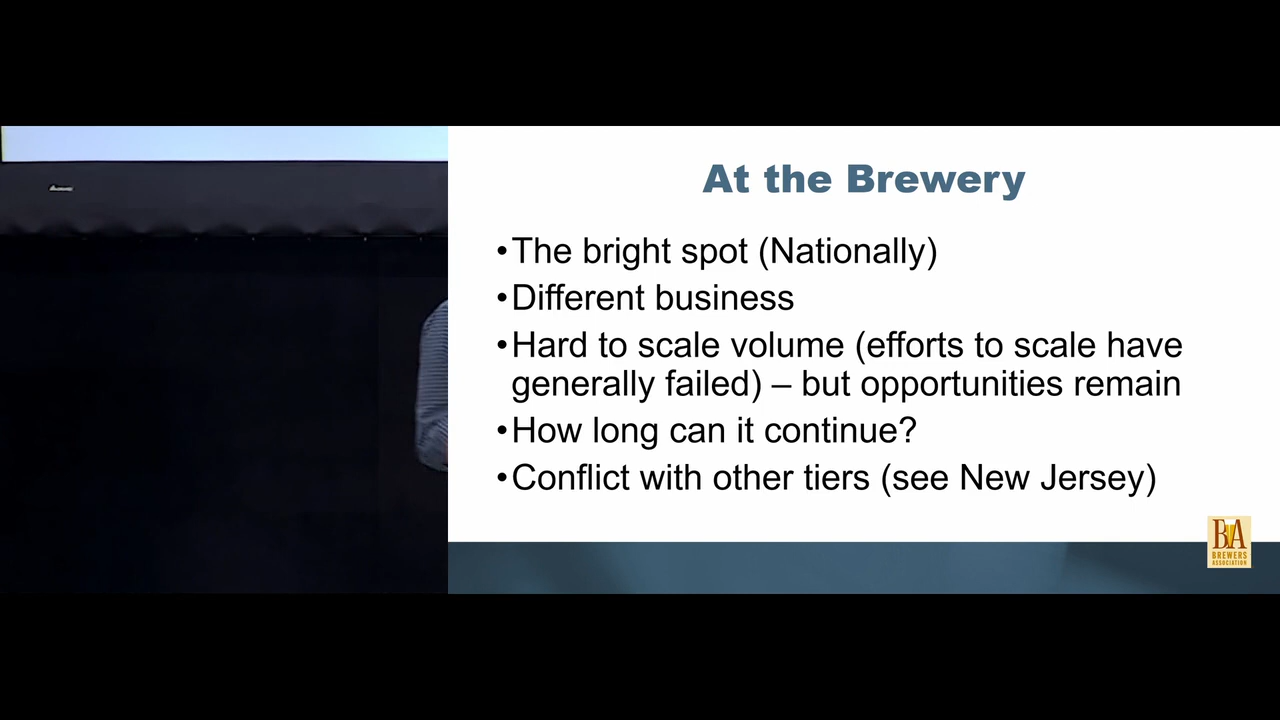 At the Brewery
•The bright spot (Nationally)
•Different business
•Hard to scale volume (efforts to scale have
generally failed) – but opportunities remain
•How long can it continue?
•Conflict with other tiers (see New Jersey)
BA
BREWERS
ASSOCIATION